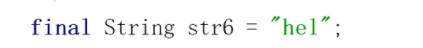 final String str6 = "hel";